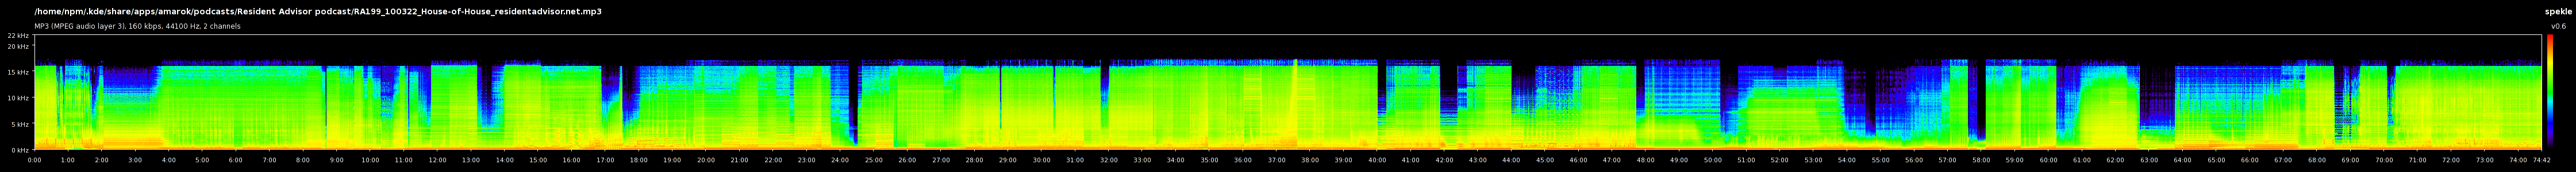 /home/npm/.kde/share/apps/amarok/podcasts/Resident Advisor podcast/RA199_100322_House-of-House_residentadvisor.net.mp3 spekle
MP3 (MPEG audio layer 3), 160 kbps, 44100 Hz, 2 channels v0.6
22 kHz
20 kHz
15 kHz
10 kHz
5 kHz
0 kHz
0:00 1:00 2:00 3:00 4:00 5:00 6:00 7:00 8:00 9:00 10:00 11:00 12:00 13:00 14:00 15:00 16:00 17:00 18:00 19:00 20:00 21:00 22:00 23:00 24:00 25:00 26:00 27:00 28:00 29:00 30:00 31:00 32:00 33:00 34:00 35:00 36:00 37:00 38:00 39:00 40:00 41:00 42:00 43:00 44:00 45:00 46:00 47:00 48:00 49:00 50:00 51:00 52:00 53:00 54:00 55:00 56:00 57:00 58:00 59:00 60:00 61:00 62:00 63:00 64:00 65:00 66:00 67:00 68:00 69:00 70:00 71:00 72:00 73:00 74:00 74:42